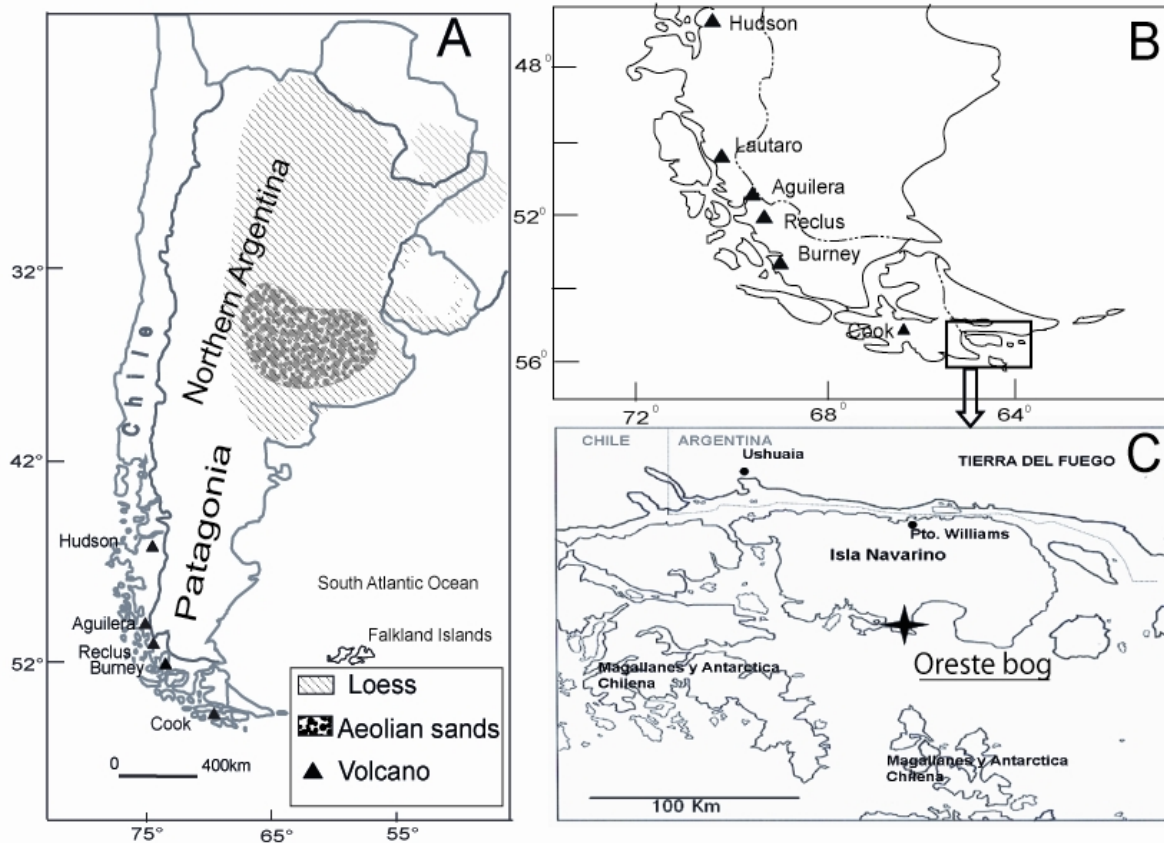 A
Northern Argentina
32°
Chile
42°
Patagonia
Hudson
South Atlantic Ocean
Aguilera
Reclus
Falkland Islands
52°
Burney
Cook
Loess
Aeolian sands
Volcano
0 400km
75° 65° 55°
B
Hudson
48°
Lautaro
Aguilera
52°
Reclus
Burney
Cook
56°
72° 68° 64°
C
CHILE ARGENTINA
Ushuaia
TIERRA DEL FUEGO
Pto. Williams
Isla Navarino
Oreste bog
Magallanes y Antarctica
Chilena
Magallanes y Antarctica
Chilena
100 Km